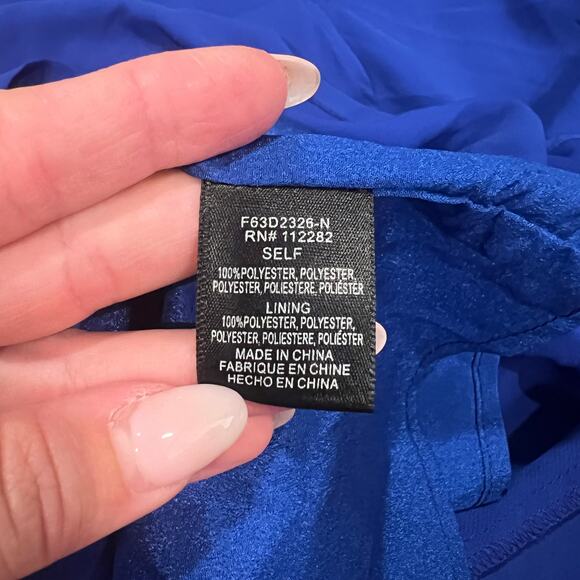 F63D2326-N
RN# 112282
SELF
100%POLYESTER, POLYESTER,
POLYESTER, POLIESTERE, POLIÉSTER
LINING
100%POLYESTER, POLYESTER,
POLYESTER, POLIESTERE, POLIÉSTER
MADE IN CHINA
FABRIQUE EN CHINE
HECHO EN CHINA